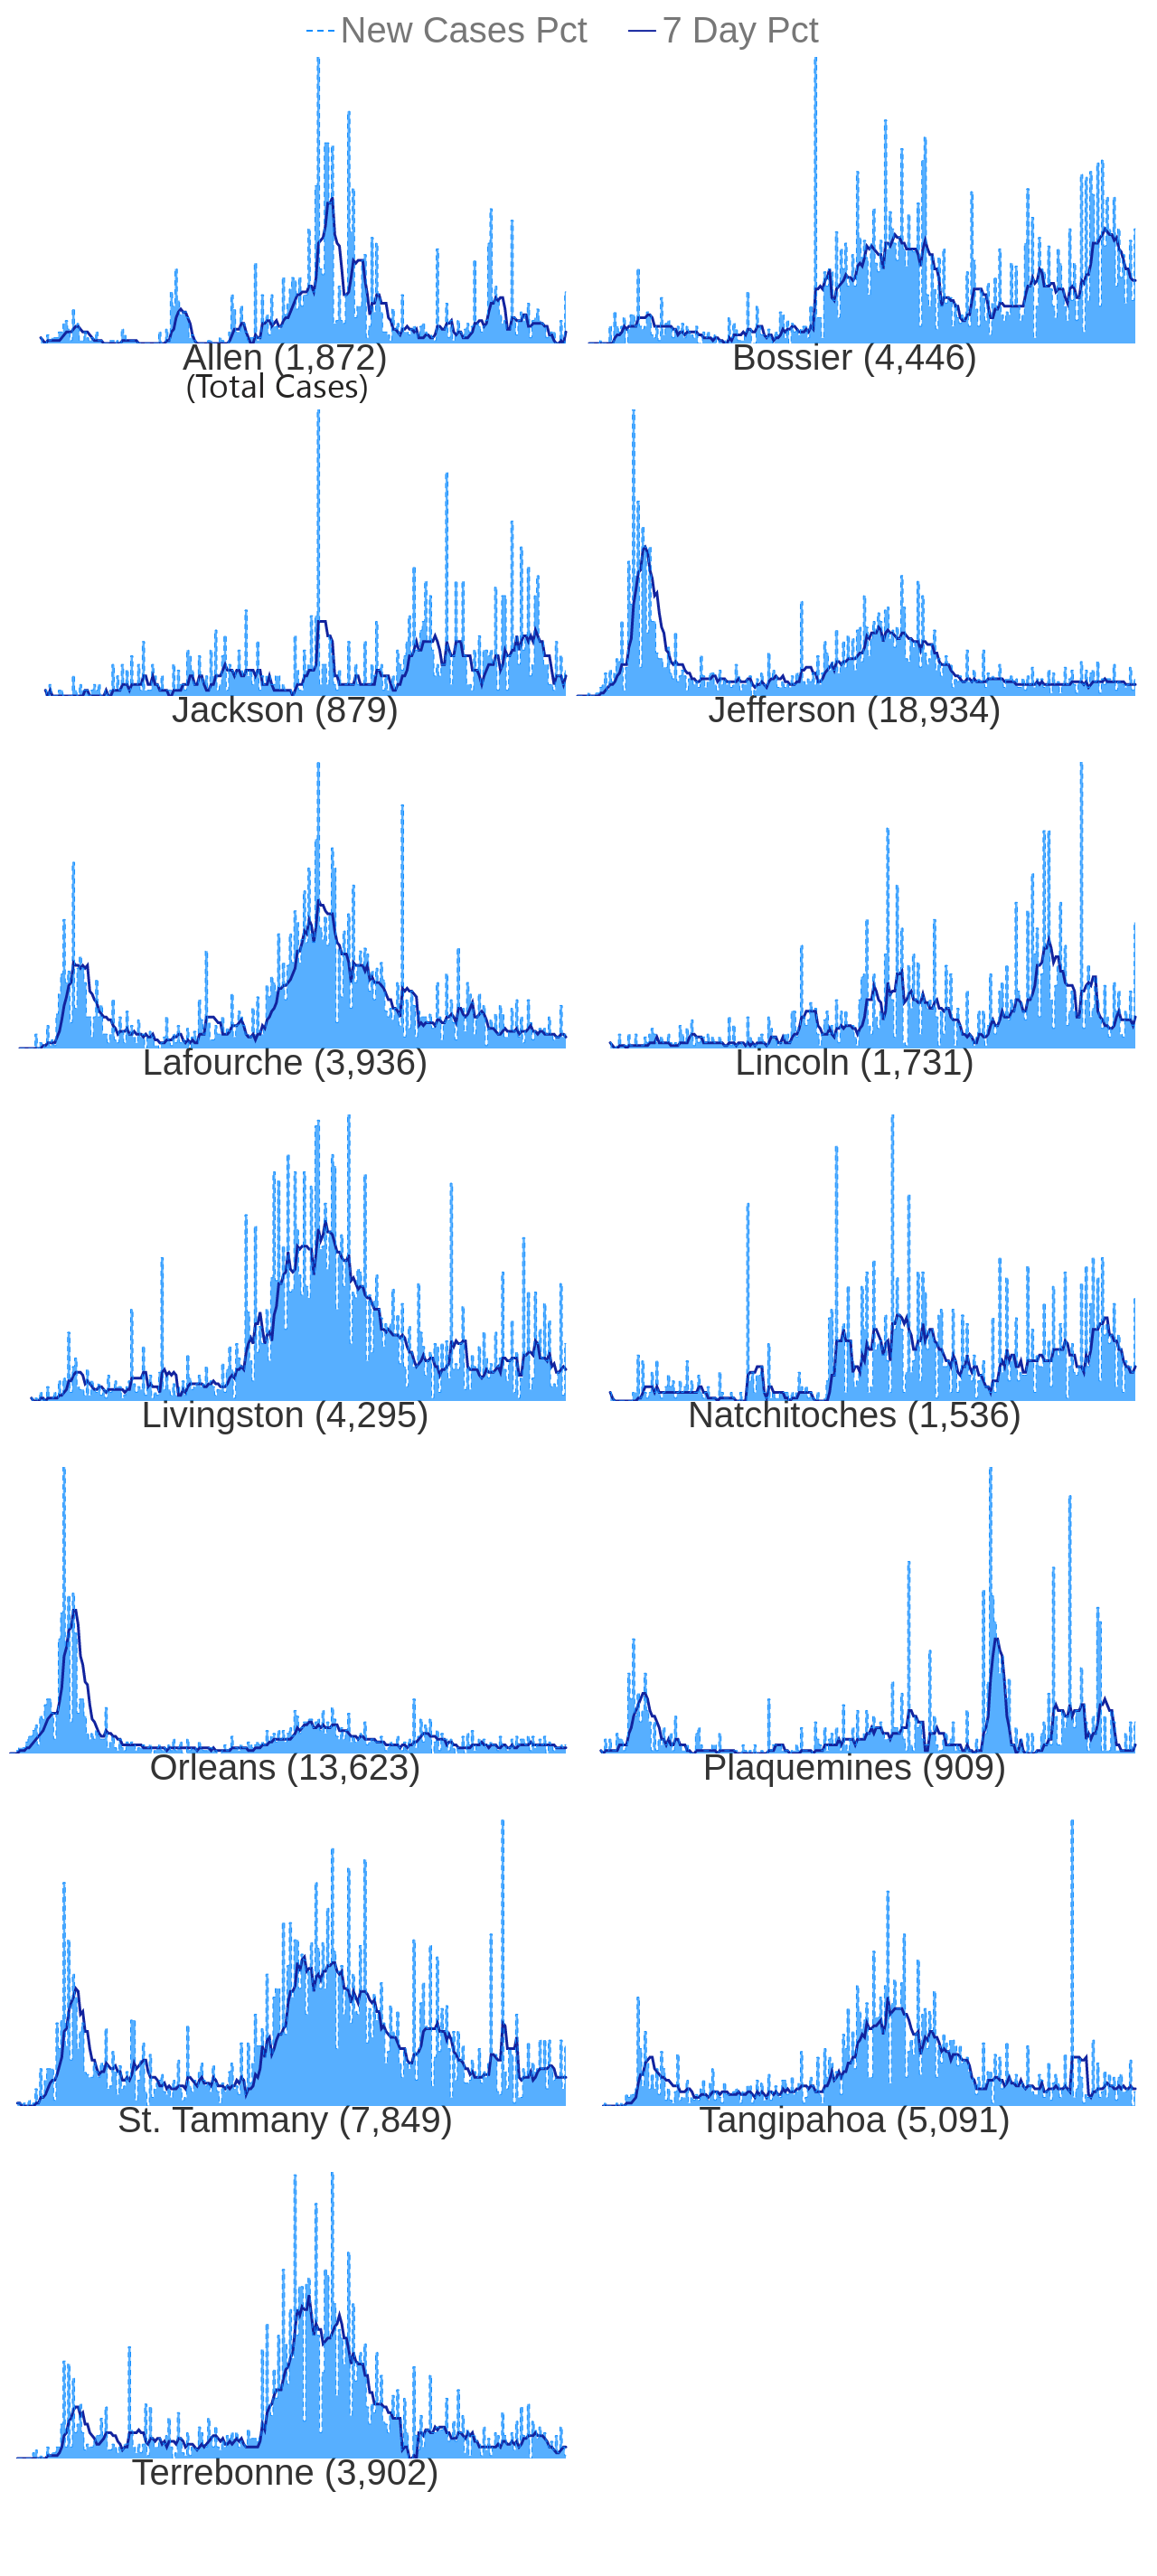 New Cases Pct 7 Day Pct
Allen (1,872) Bossier (4,446)
(Total Cases)
Jackson (879) Jefferson (18,934)
Lafourche (3,936) Lincoln (1,731)
Livingston (4,295) Natchitoches (1,536)
Orleans (13,623) Plaquemines (909)
St. Tammany (7,849) Tangipahoa (5,091)
Terrebonne (3,902)